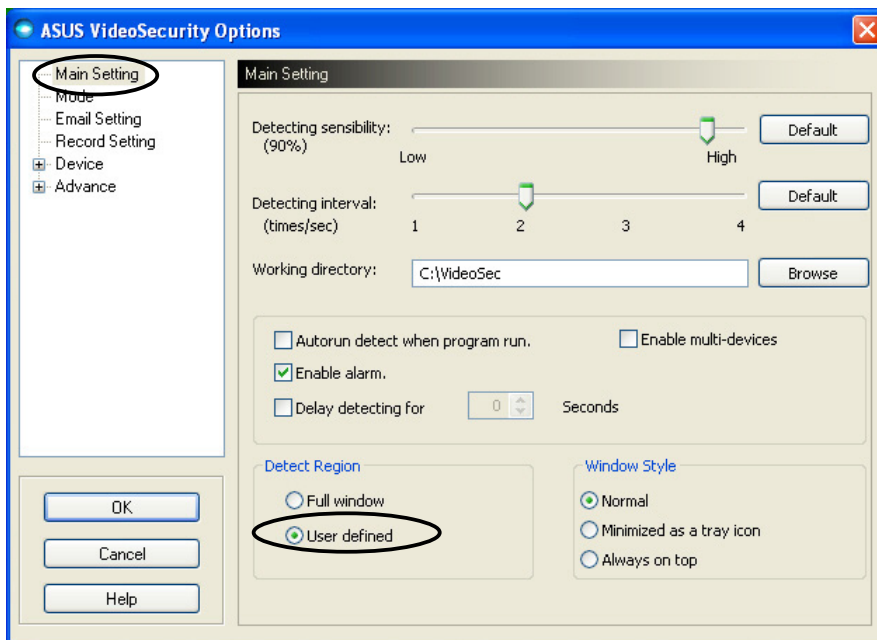 ASUS VideoSecurity Options
Main Setting
Mode
Email Setting
Record Setting
Device
Advance
OK
Cancel
Help
Main Setting
Detecting sensibility:
(90%)
Low
High
Default
Detecting interval:
(times/sec)
1 2 3 4
Default
Working directory:
C:\VideoSec
Browse
Autorun detect when program run.
Enable multi-devices
Enable alarm.
Delay detecting for 0 Seconds
Detect Region
Full window
User defined
Window Style
Normal
Minimized as a tray icon
Always on top